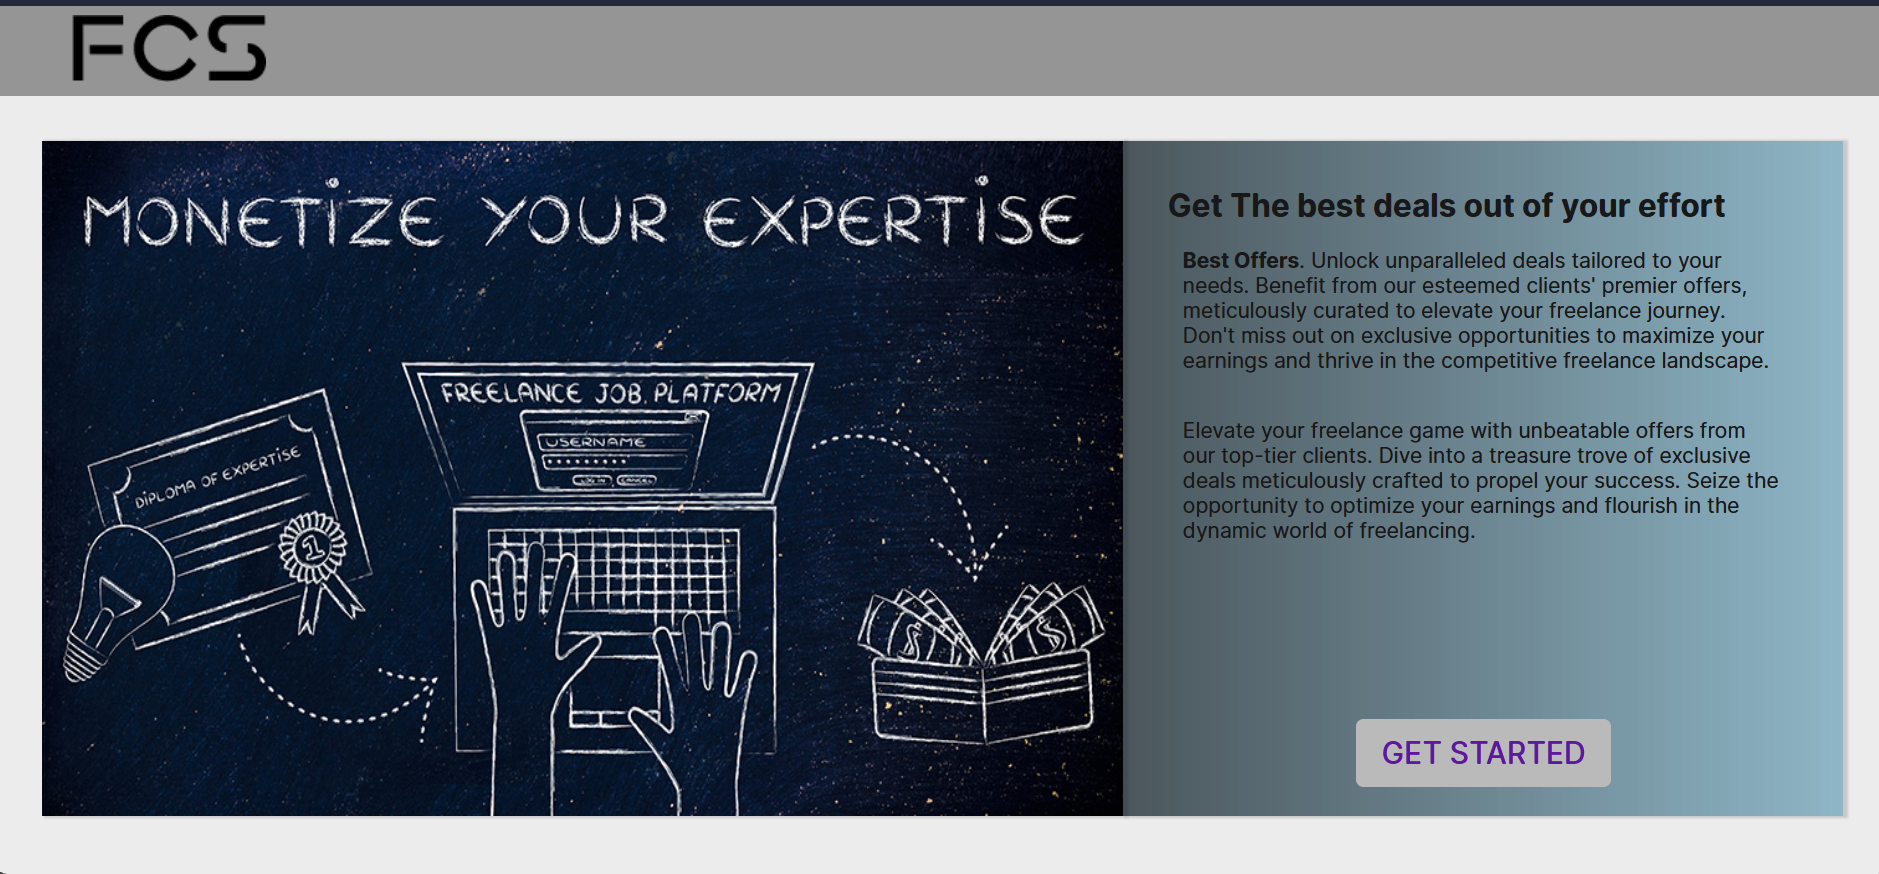 FCS
MONETIZE YOUR EXPERTISE
FREELANCE JOB PLATFORM
USERNAME
LOG IN CANCEL
DIPLOMA OF EXPERTISE
1
Get The best deals out of your effort
Best Offers. Unlock unparalleled deals tailored to your
needs. Benefit from our esteemed clients' premier offers,
meticulously curated to elevate your freelance journey.
Don't miss out on exclusive opportunities to maximize your
earnings and thrive in the competitive freelance landscape.
Elevate your freelance game with unbeatable offers from
our top-tier clients. Dive into a treasure trove of exclusive
deals meticulously crafted to propel your success. Seize the
opportunity to optimize your earnings and flourish in the
dynamic world of freelancing.
GET STARTED